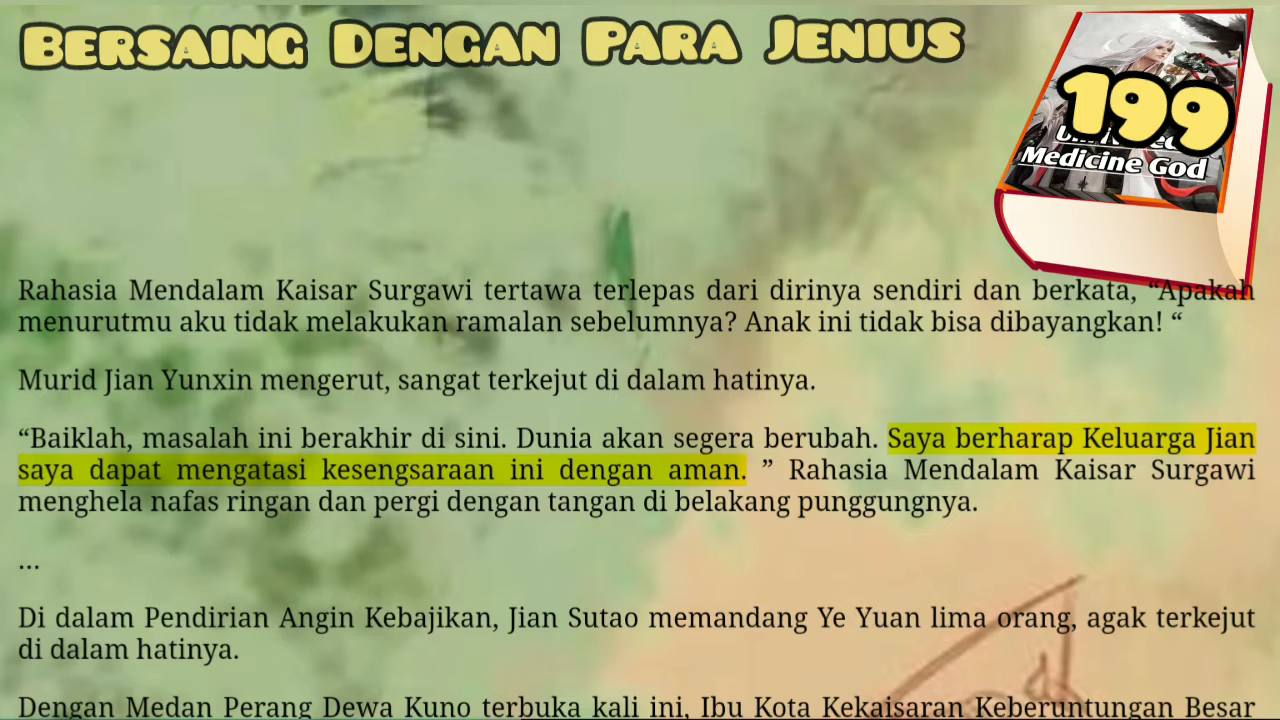 Bersaing Dengan Para Jenius
199
Medicine God
Rahasia Mendalam Kaisar Surgawi tertawa terlepas dari dirinya sendiri dan berkata, “Apakah
menurutmu aku tidak melakukan ramalan sebelumnya? Anak ini tidak bisa dibayangkan! “
Murid Jian Yunxin mengerut, sangat terkejut di dalam hatinya.
“Baiklah, masalah ini berakhir di sini. Dunia akan segera berubah. Saya berharap Keluarga Jian
saya dapat mengatasi kesengsaraan ini dengan aman. ” Rahasia Mendalam Kaisar Surgawi
menghela nafas ringan dan pergi dengan tangan di belakang punggungnya.
...
Di dalam Pendirian Angin Kebajikan, Jian Sutao memandang Ye Yuan lima orang, agak terkejut
di dalam hatinya.
Dengan Medan Perang Dewa Kuno terbuka kali ini, Ibu Kota Kekaisaran Keberuntungan Besar